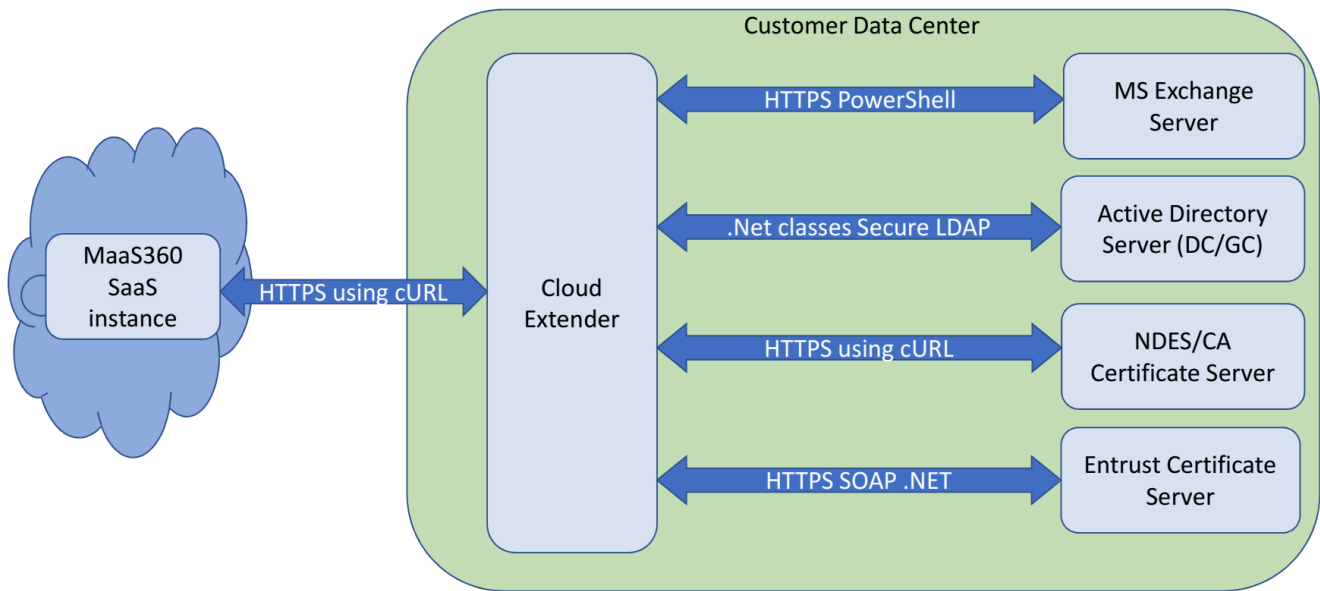 Customer Data Center
MaaS360
SaaS
instance
HTTPS using cURL
Cloud
Extender
HTTPS PowerShell
MS Exchange
Server
.Net classes Secure LDAP
Active Directory
Server (DC/GC)
HTTPS using cURL
NDES/CA
Certificate Server
HTTPS SOAP .NET
Entrust Certificate
Server